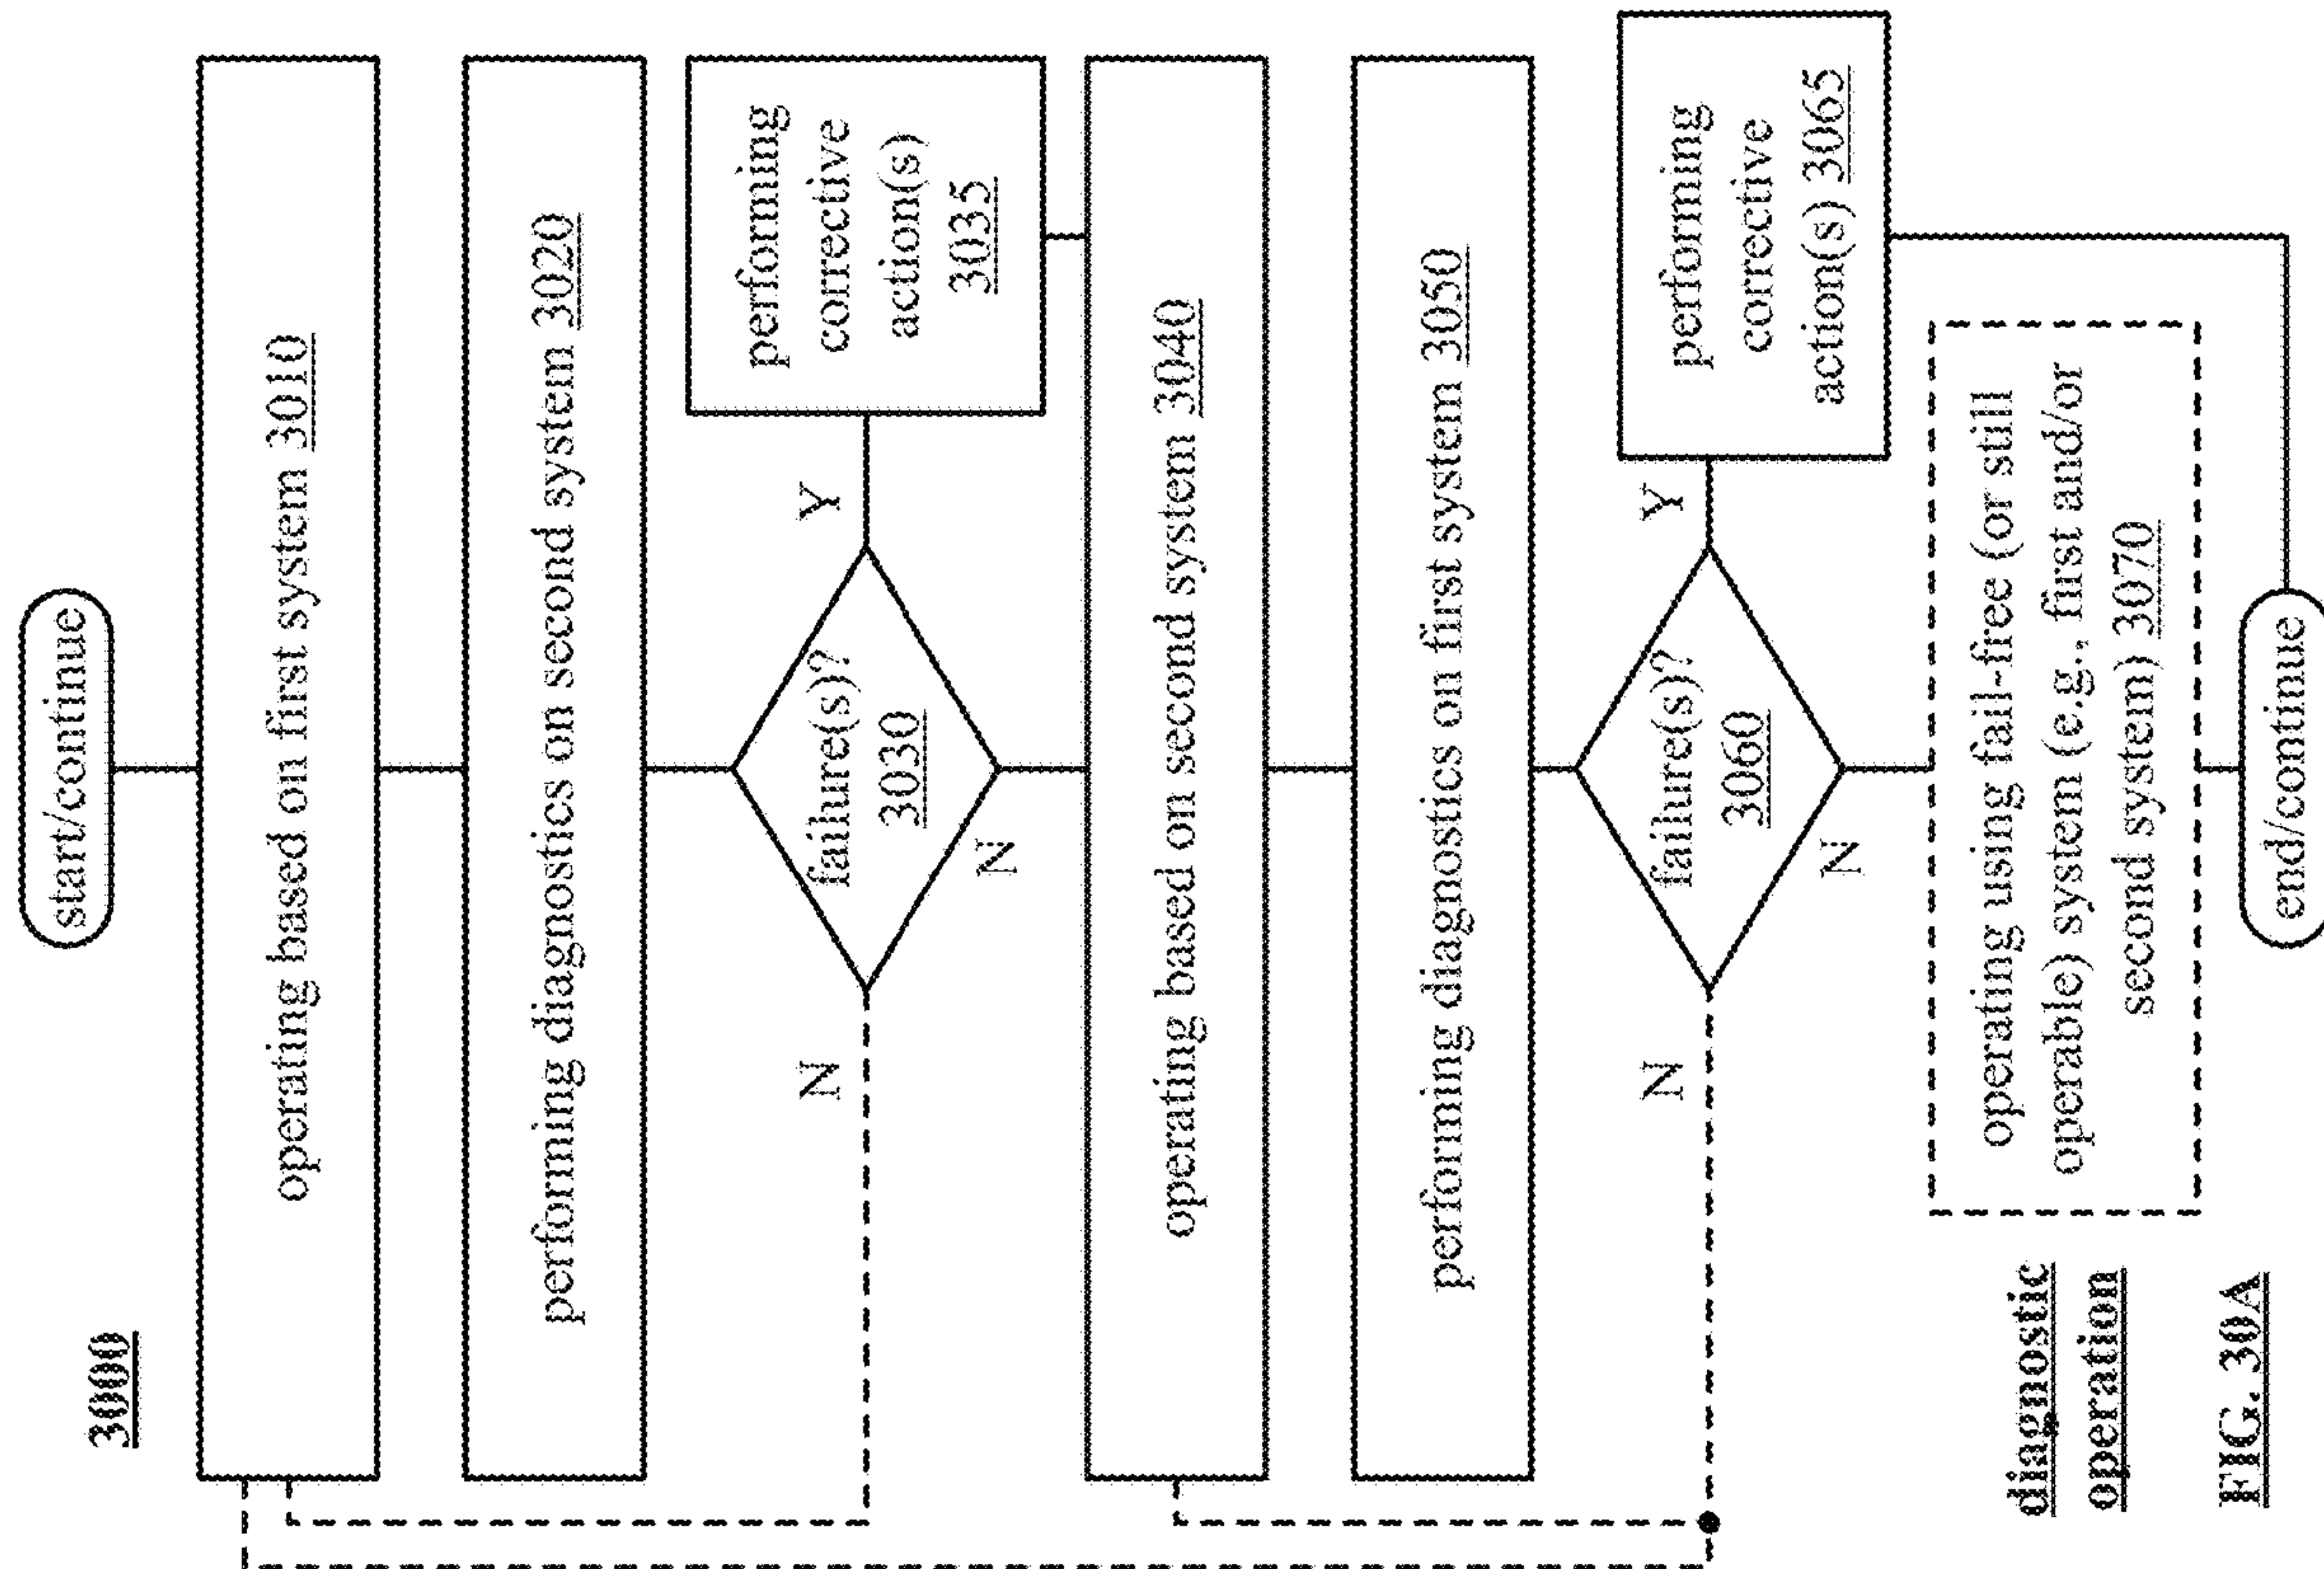 3000
start/continue
operating based on first system 3010
performing diagnostics on second system 3020
failure(s)?
3030
Y
N
N
performing
corrective
action(s)
3035
operating based on second system 3040
performing diagnostics on first system 3050
failure(s)?
3060
Y
N
N
performing
corrective
action(s) 3065
operating using fail-free (or still
operable) system (e.g., first and/or
second system) 3070
end/continue
diagnostic
operation
FIG. 30A